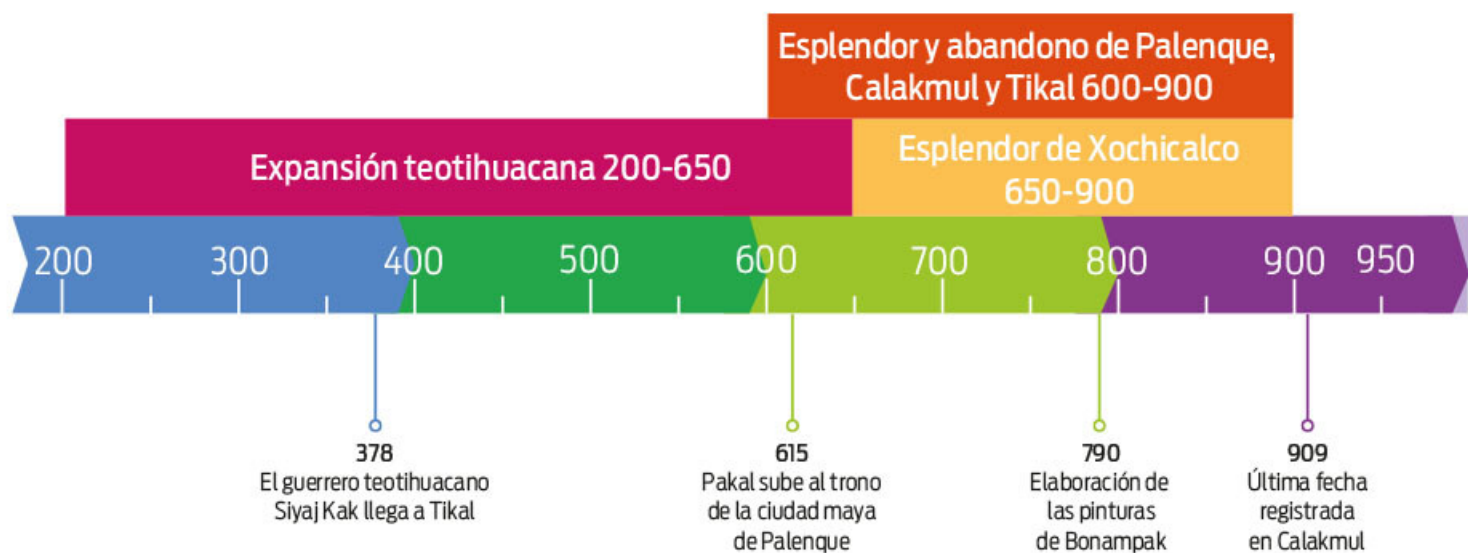 Esplendor y abandono de Palenque,
Calakmul y Tikal 600-900
Expansión teotihuacana 200-650
Esplendor de Xochicalco
650-900
200 300 400 500 600 700 800 900 950
378
El guerrero teotihuacano
Siyaj Kak llega a Tikal
615
Pakal sube al trono
de la ciudad maya
de Palenque
790
Elaboración de
las pinturas
de Bonampak
909
Última fecha
registrada
en Calakmul